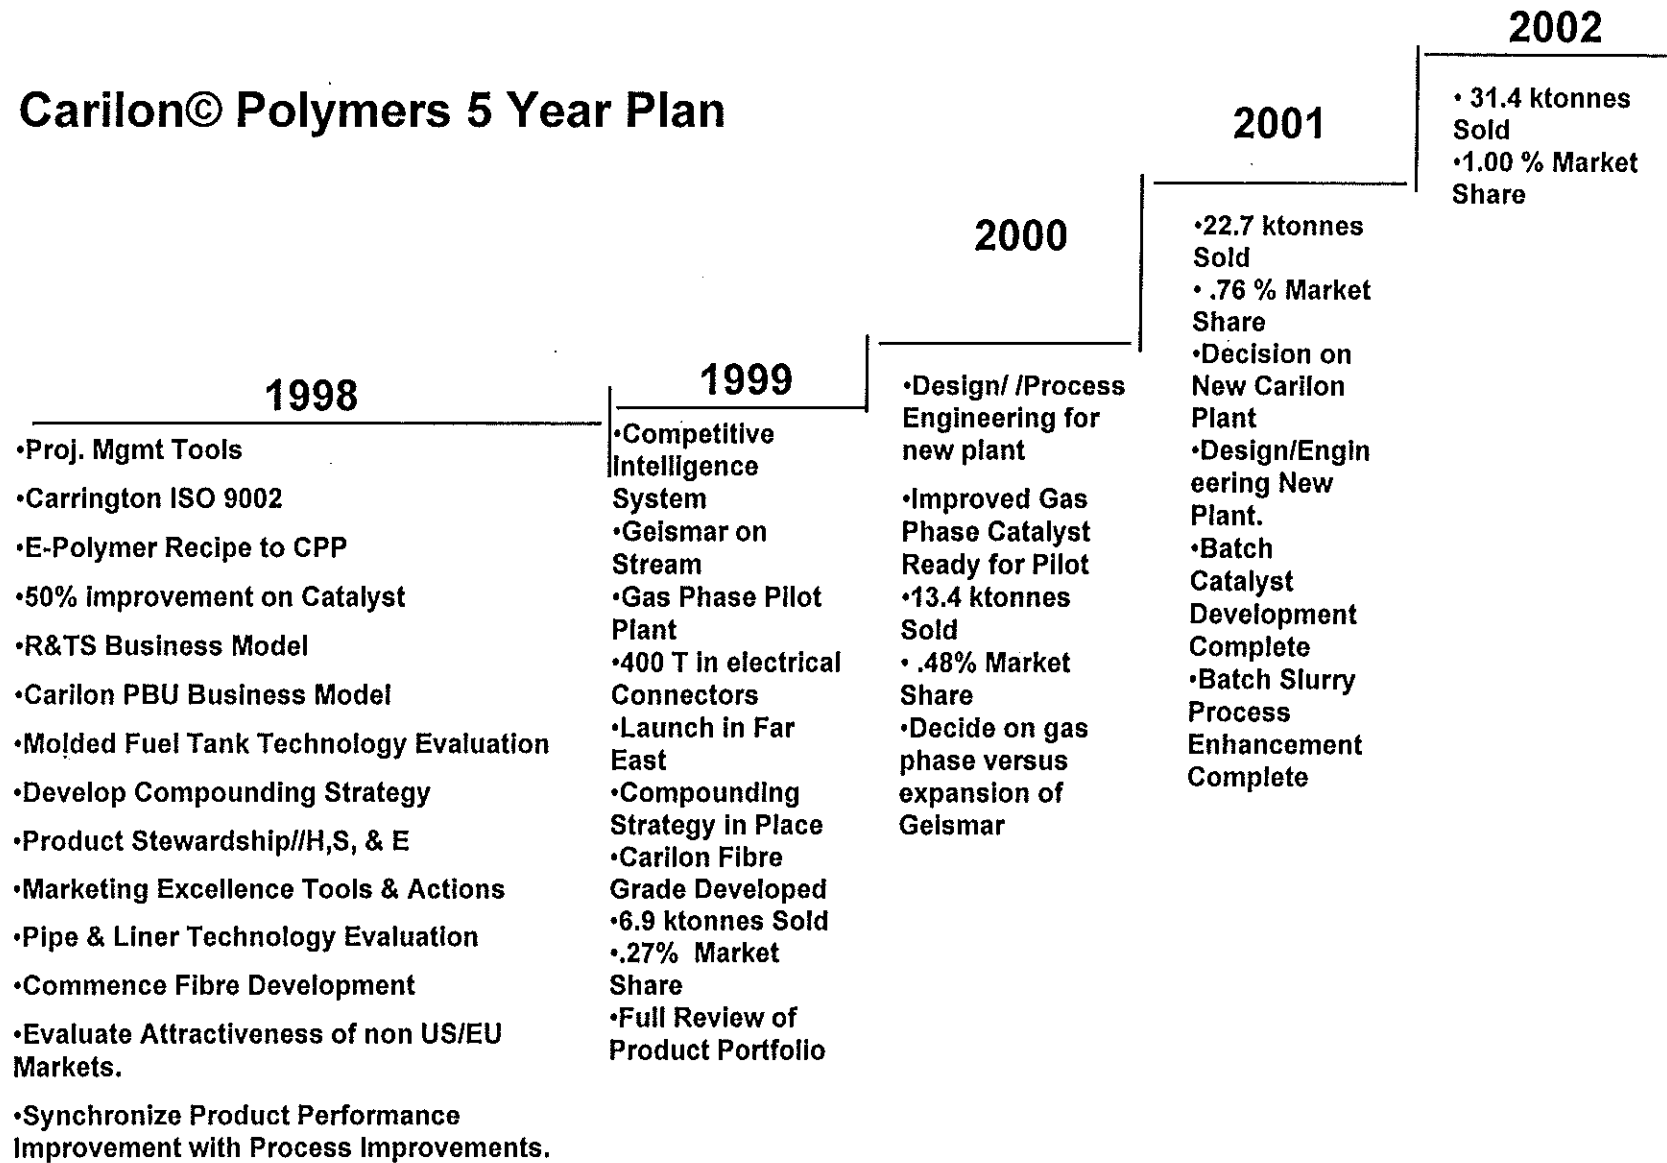 Carilon© Polymers 5 Year Plan
1998
•Proj. Mgmt Tools
•Carrington ISO 9002
•E-Polymer Recipe to CPP
•50% improvement on Catalyst
•R&TS Business Model
•Carilon PBU Business Model
•Molded Fuel Tank Technology Evaluation
•Develop Compounding Strategy
•Product Stewardship//H,S, & E
•Marketing Excellence Tools & Actions
•Pipe & Liner Technology Evaluation
•Commence Fibre Development
•Evaluate Attractiveness of non US/EU
Markets.
•Synchronize Product Performance
Improvement with Process Improvements.
1999
•Competitive
Intelligence
System
•Geismar on
Stream
•Gas Phase Pilot
Plant
•400 T in electrical
Connectors
•Launch in Far
East
•Compounding
Strategy in Place
•Carilon Fibre
Grade Developed
•6.9 ktonnes Sold
•.27% Market
Share
•Full Review of
Product Portfolio
2000
•Design/ /Process
Engineering for
new plant
•Improved Gas
Phase Catalyst
Ready for Pilot
•13.4 ktonnes
Sold
• .48% Market
Share
•Decide on gas
phase versus
expansion of
Geismar
2001
•22.7 ktonnes
Sold
• .76 % Market
Share
•Decision on
New Carilon
Plant
•Design/Engin
eering New
Plant.
•Batch
Catalyst
Development
Complete
•Batch Slurry
Process
Enhancement
Complete
2002
• 31.4 ktonnes
Sold
•1.00 % Market
Share